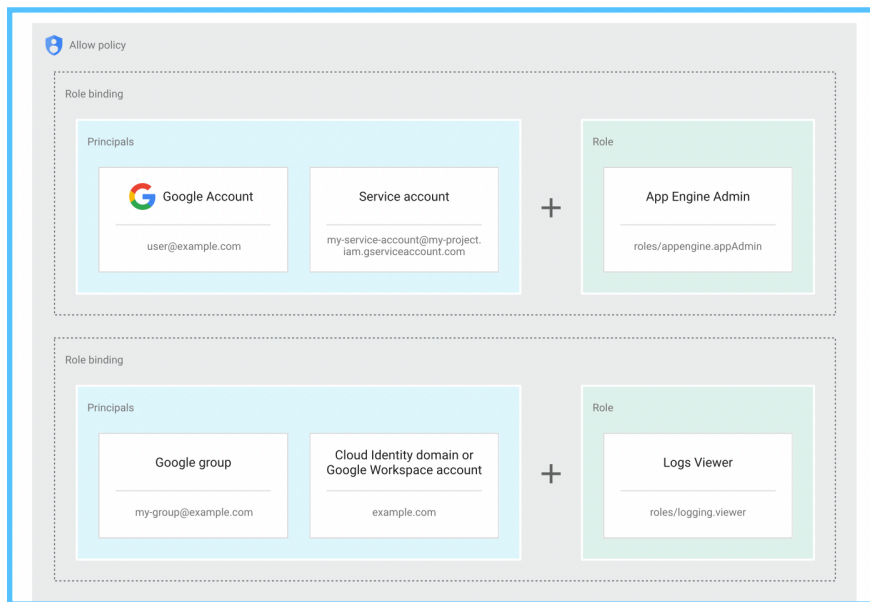 Allow policy
Role binding
Principals
Google Account
user@example.com
Service account
my-service-account@my-project.
iam.gserviceaccount.com
+
Role
App Engine Admin
roles/appengine.appAdmin
Role binding
Principals
Google group
my-group@example.com
Cloud Identity domain or
Google Workspace account
example.com
+
Role
Logs Viewer
roles/logging.viewer